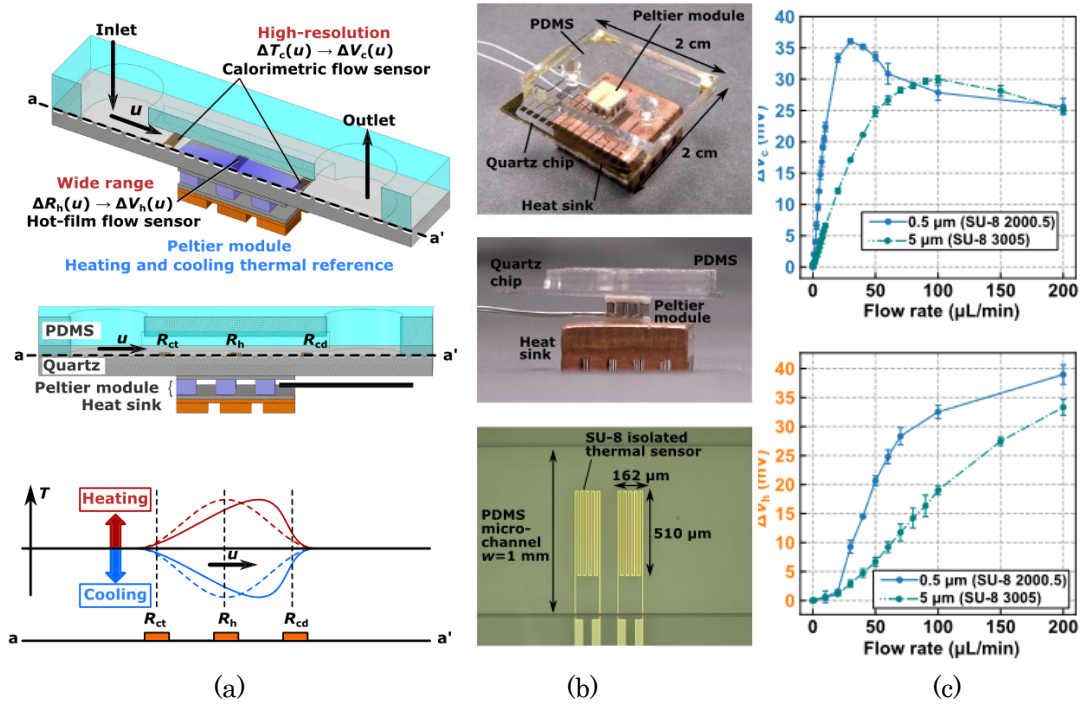 Inlet
High-resolution
ΔTc(u) → ΔVc(u)
Calorimetric flow sensor
a
u
Outlet
Wide range
ΔRh(u) → ΔVh(u)
Hot-film flow sensor
a'
Peltier module
Heating and cooling thermal reference
PDMS
u
Rct
Rh
Rcd
a
a'
Quartz
Peltier module {
Heat sink
T
Heating
u
Cooling
Rct
Rh
Rcd
a
a'
(a)
PDMS
Peltier module
2 cm
Quartz chip
2 cm
Heat sink
Quartz
chip
PDMS
Peltier
module
Heat
sink
SU-8 isolated
thermal sensor
162 µm
PDMS
micro-
channel
w=1 mm
510 µm
(b)
40
35
30
25
20
15
10
5
0
ΔVc (mV)
0.5 µm (SU-8 2000.5)
5 µm (SU-8 3005)
0
50
100
150
200
Flow rate (µL/min)
40
35
30
25
20
15
10
5
0
ΔVh (mV)
0.5 µm (SU-8 2000.5)
5 µm (SU-8 3005)
0
50
100
150
200
Flow rate (µL/min)
(c)